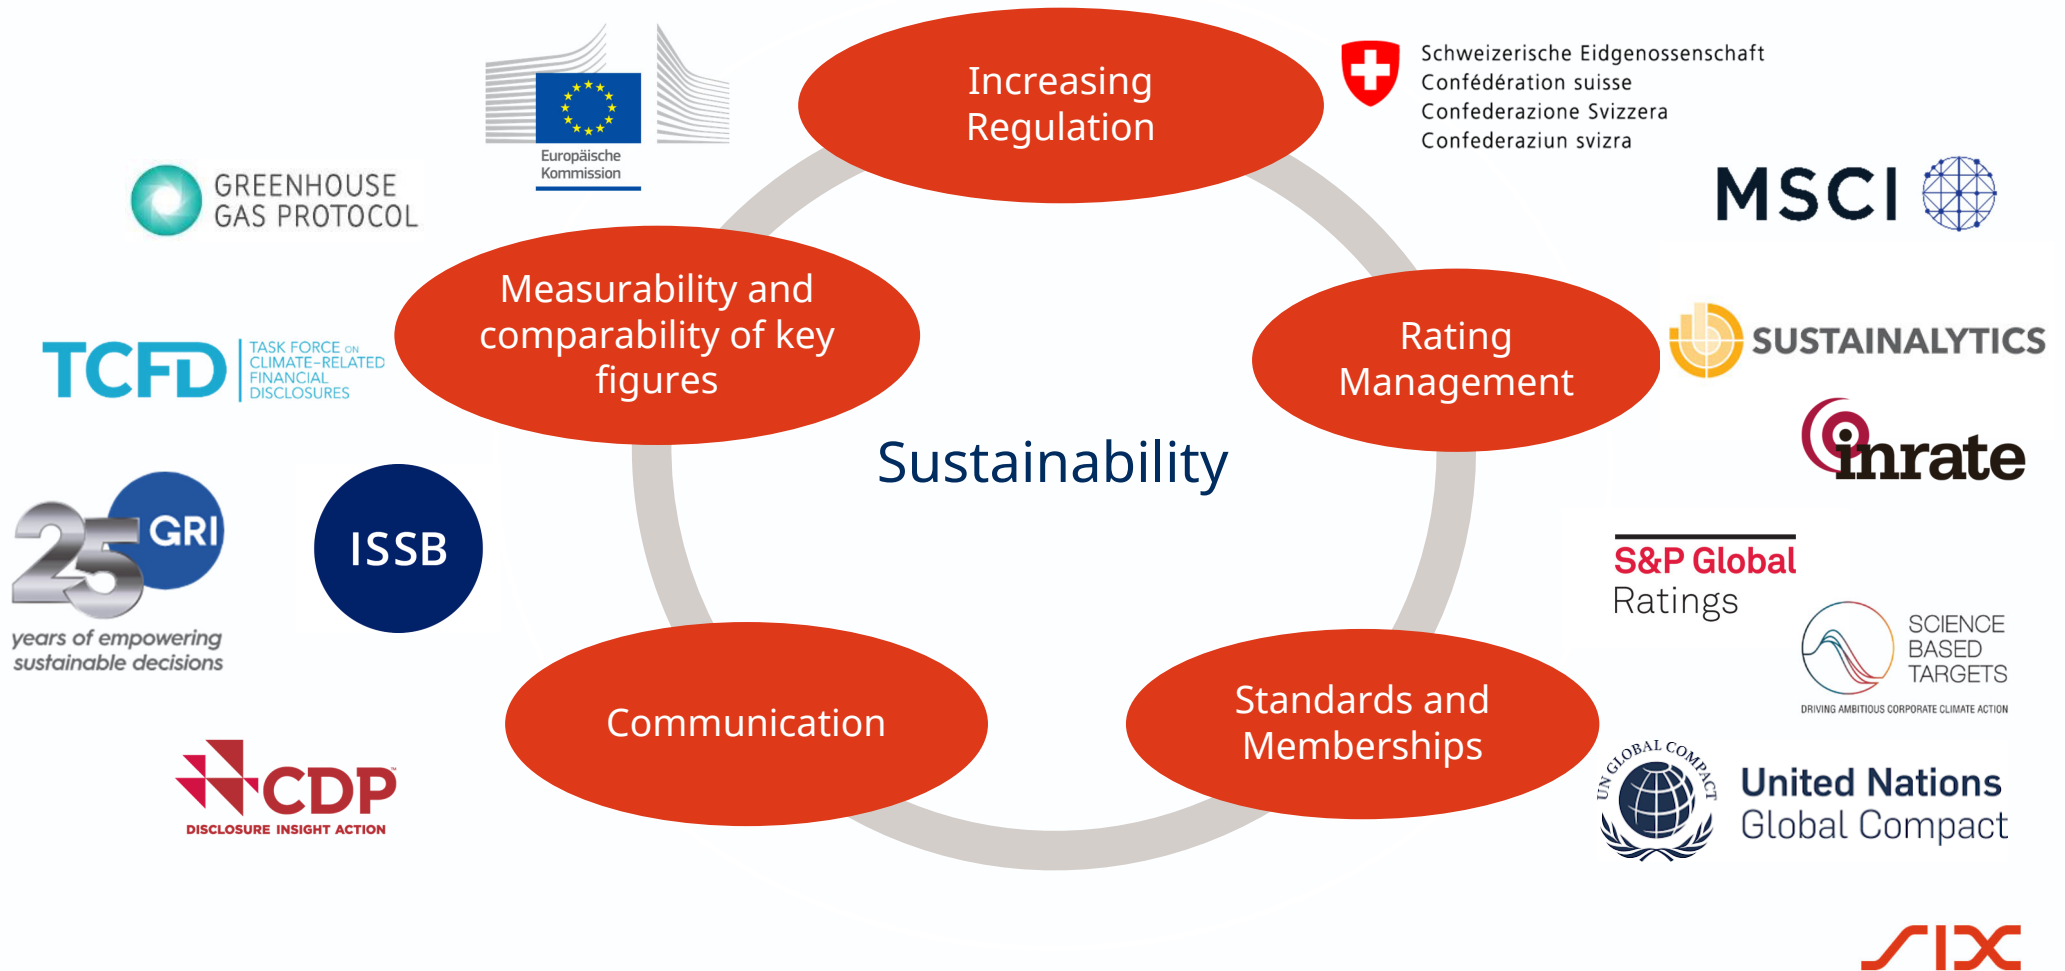 Increasing
Regulation
Europäische
Kommission
Schweizerische Eidgenossenschaft
Confédération suisse
Confederazione Svizzera
Confederaziun svizra
GREENHOUSE
GAS PROTOCOL
MSCI
Measurability and
comparability of key
figures
Rating
Management
TCFD
TASK FORCE ON
CLIMATE-RELATED
FINANCIAL
DISCLOSURES
SUSTAINALYTICS
inrate
Sustainability
25 GRI
years of empowering
sustainable decisions
ISSB
S&P Global
Ratings
SCIENCE
BASED
TARGETS
DRIVING AMBITIOUS CORPORATE CLIMATE ACTION
Communication
Standards and
Memberships
CDP
DISCLOSURE INSIGHT ACTION
UN GLOBAL COMPACT
United Nations
Global Compact
SIX